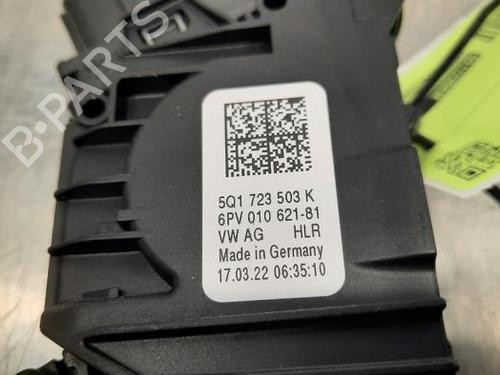 B-PARTS
5Q1 723 503 K
6PV 010 621-81
VW AG HLR
Made in Germany
17.03.22 06:35:10